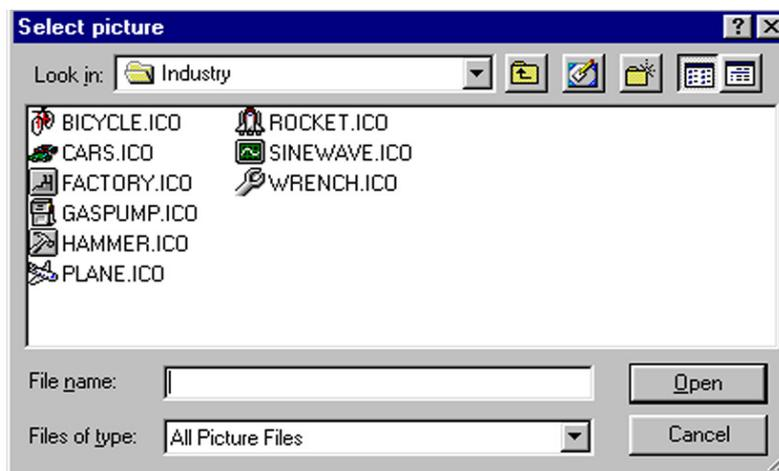 Select picture
Look in: Industry
BICYCLE.ICO
CARS.ICO
FACTORY.ICO
GASPUMP.ICO
HAMMER.ICO
PLANE.ICO
ROCKET.ICO
SINEWAVE.ICO
WRENCH.ICO
File name:
Open
Files of type: All Picture Files
Cancel